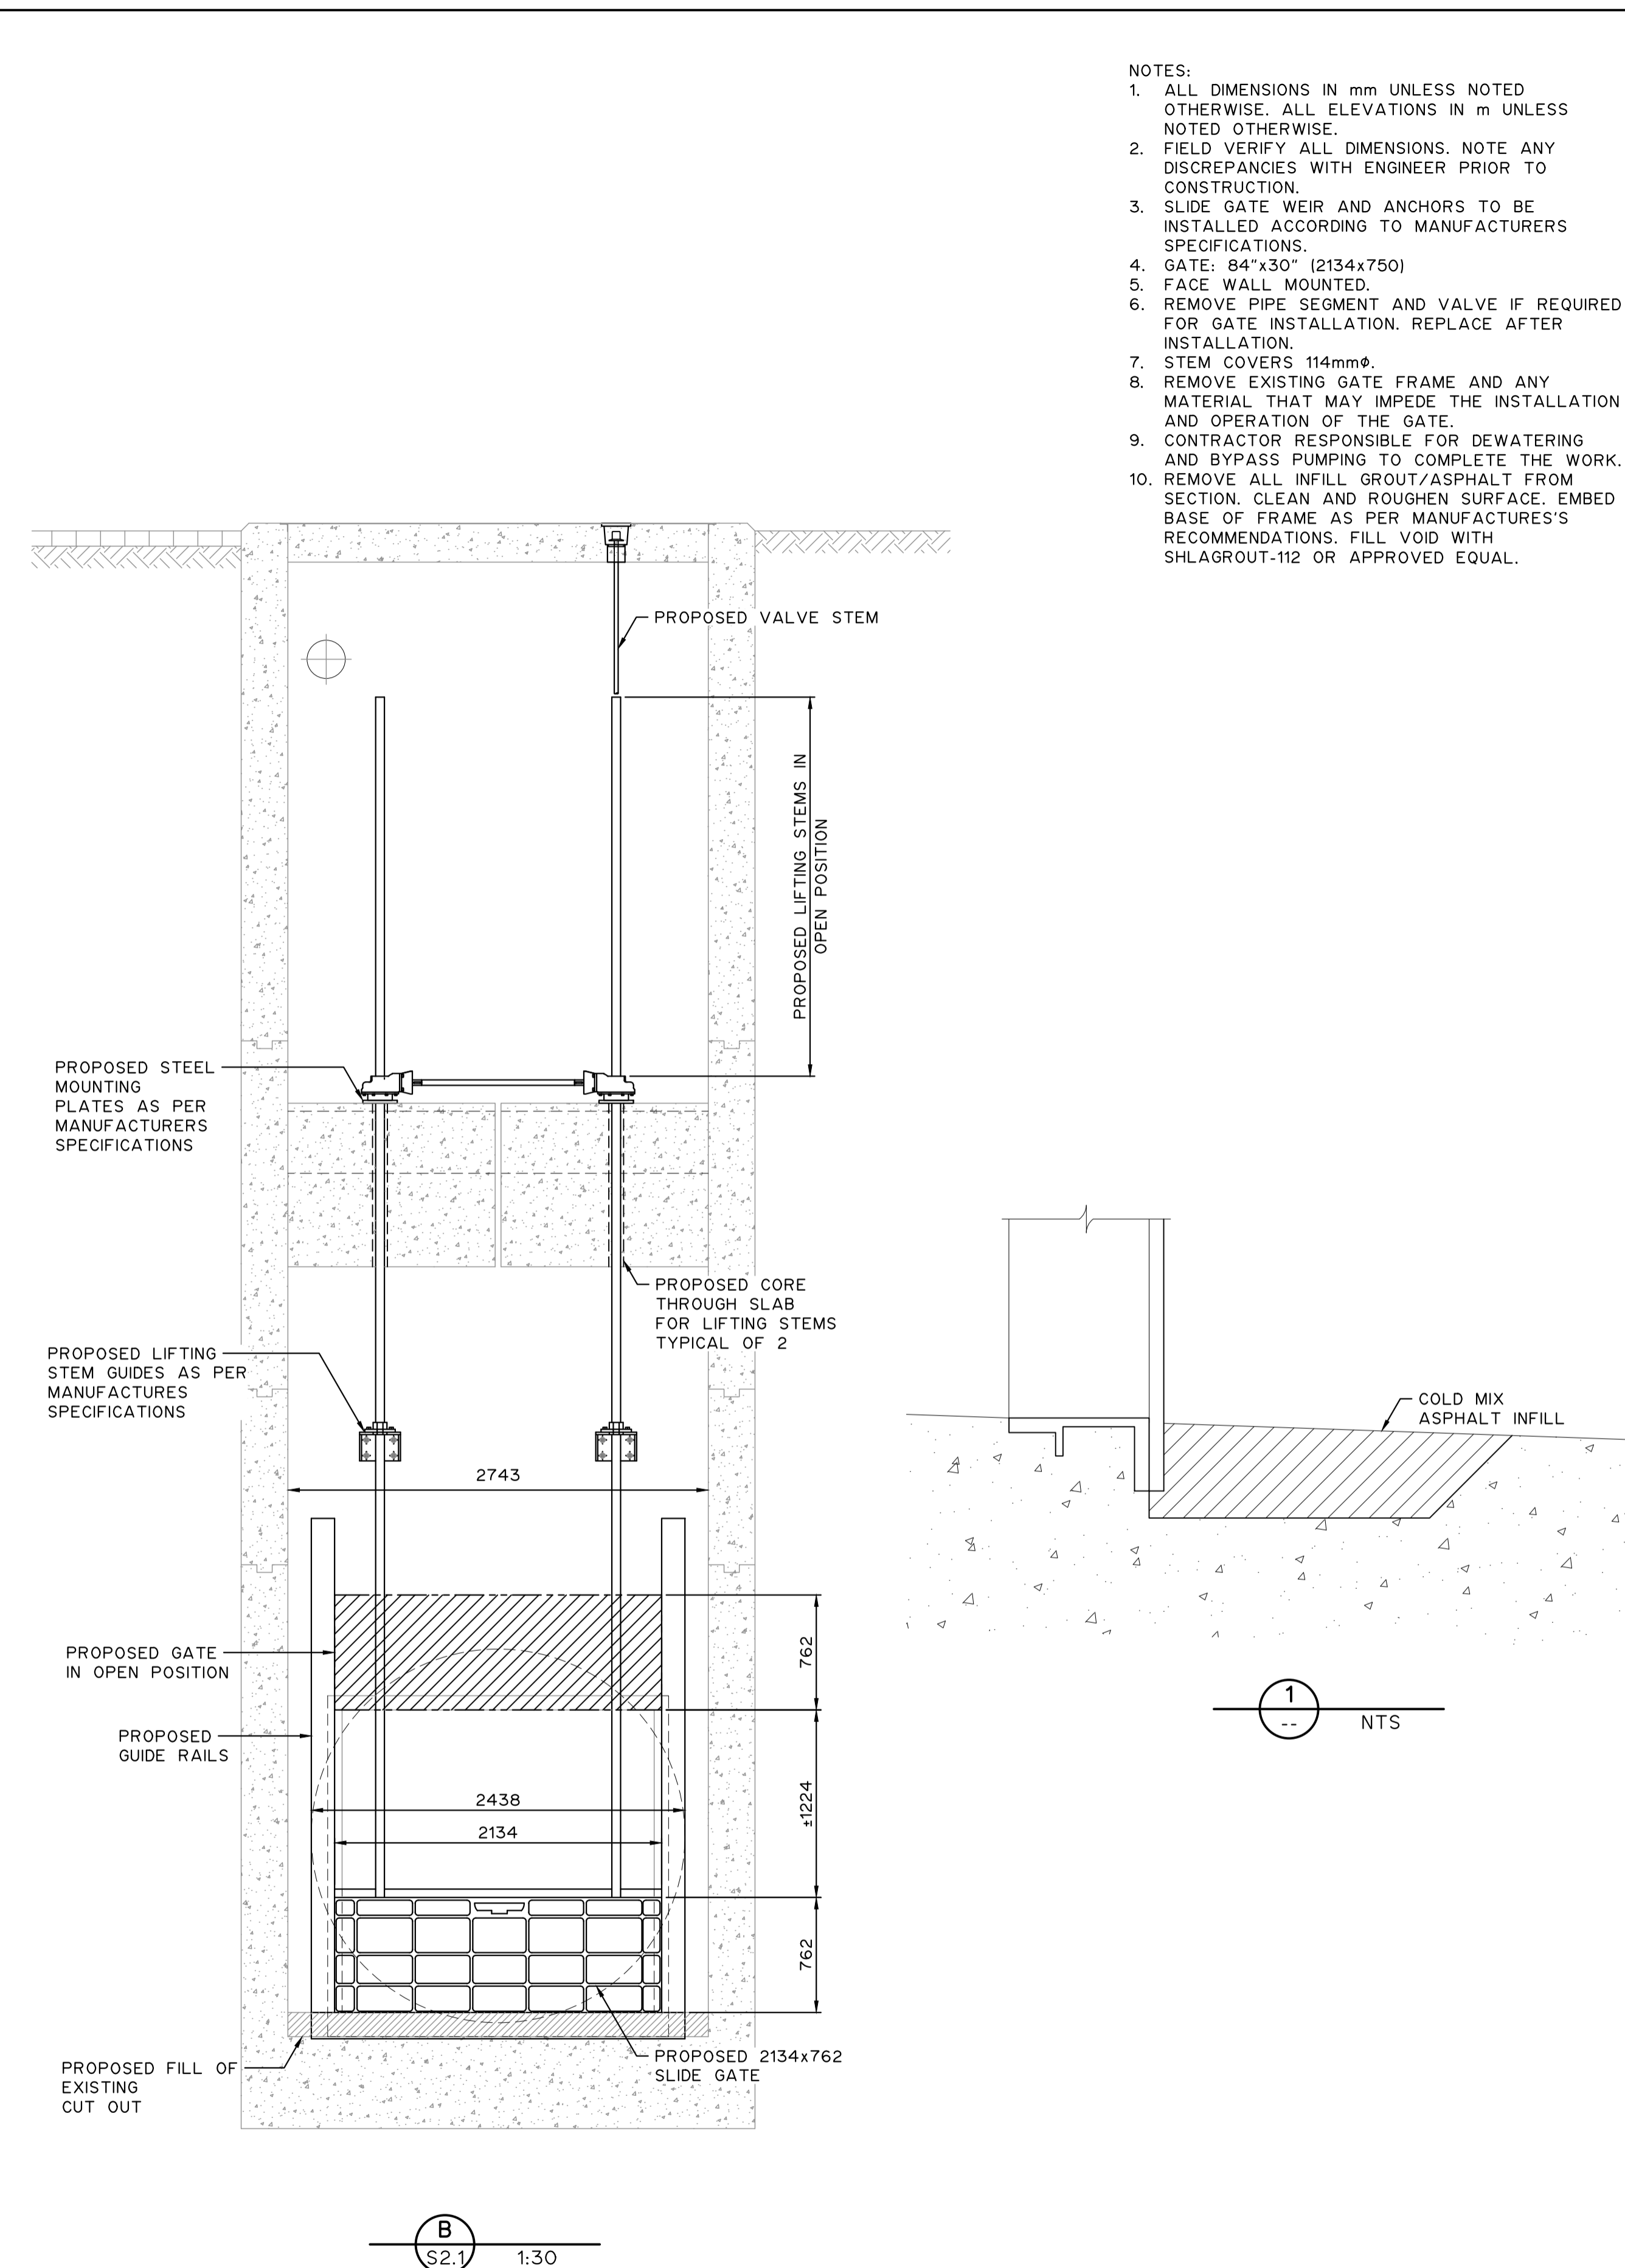 NOTES:
1. ALL DIMENSIONS IN mm UNLESS NOTED
OTHERWISE. ALL ELEVATIONS IN m UNLESS
NOTED OTHERWISE.
2. FIELD VERIFY ALL DIMENSIONS. NOTE ANY
DISCREPANCIES WITH ENGINEER PRIOR TO
CONSTRUCTION.
3. SLIDE GATE WEIR AND ANCHORS TO BE
INSTALLED ACCORDING TO MANUFACTURERS
SPECIFICATIONS.
4. GATE: 84"x30" (2134x750)
5. FACE WALL MOUNTED.
6. REMOVE PIPE SEGMENT AND VALVE IF REQUIRED
FOR GATE INSTALLATION. REPLACE AFTER
INSTALLATION.
7. STEM COVERS 114mmø.
8. REMOVE EXISTING GATE FRAME AND ANY
MATERIAL THAT MAY IMPEDE THE INSTALLATION
AND OPERATION OF THE GATE.
9. CONTRACTOR RESPONSIBLE FOR DEWATERING
AND BYPASS PUMPING TO COMPLETE THE WORK.
10. REMOVE ALL INFILL GROUT/ASPHALT FROM
SECTION. CLEAN AND ROUGHEN SURFACE. EMBED
BASE OF FRAME AS PER MANUFACTURES'S
RECOMMENDATIONS. FILL VOID WITH
SHLAGROUT-112 OR APPROVED EQUAL.
PROPOSED VALVE STEM
PROPOSED LIFTING STEMS IN
OPEN POSITION
PROPOSED STEEL
MOUNTING
PLATES AS PER
MANUFACTURERS
SPECIFICATIONS
PROPOSED CORE
THROUGH SLAB
FOR LIFTING STEMS
TYPICAL OF 2
PROPOSED LIFTING
STEM GUIDES AS PER
MANUFACTURES
SPECIFICATIONS
2743
762
PROPOSED GATE
IN OPEN POSITION
PROPOSED
GUIDE RAILS
±1224
2438
2134
762
PROPOSED 2134x762
SLIDE GATE
PROPOSED FILL OF
EXISTING
CUT OUT
B
S2.1 1:30
COLD MIX
ASPHALT INFILL
1
-- NTS